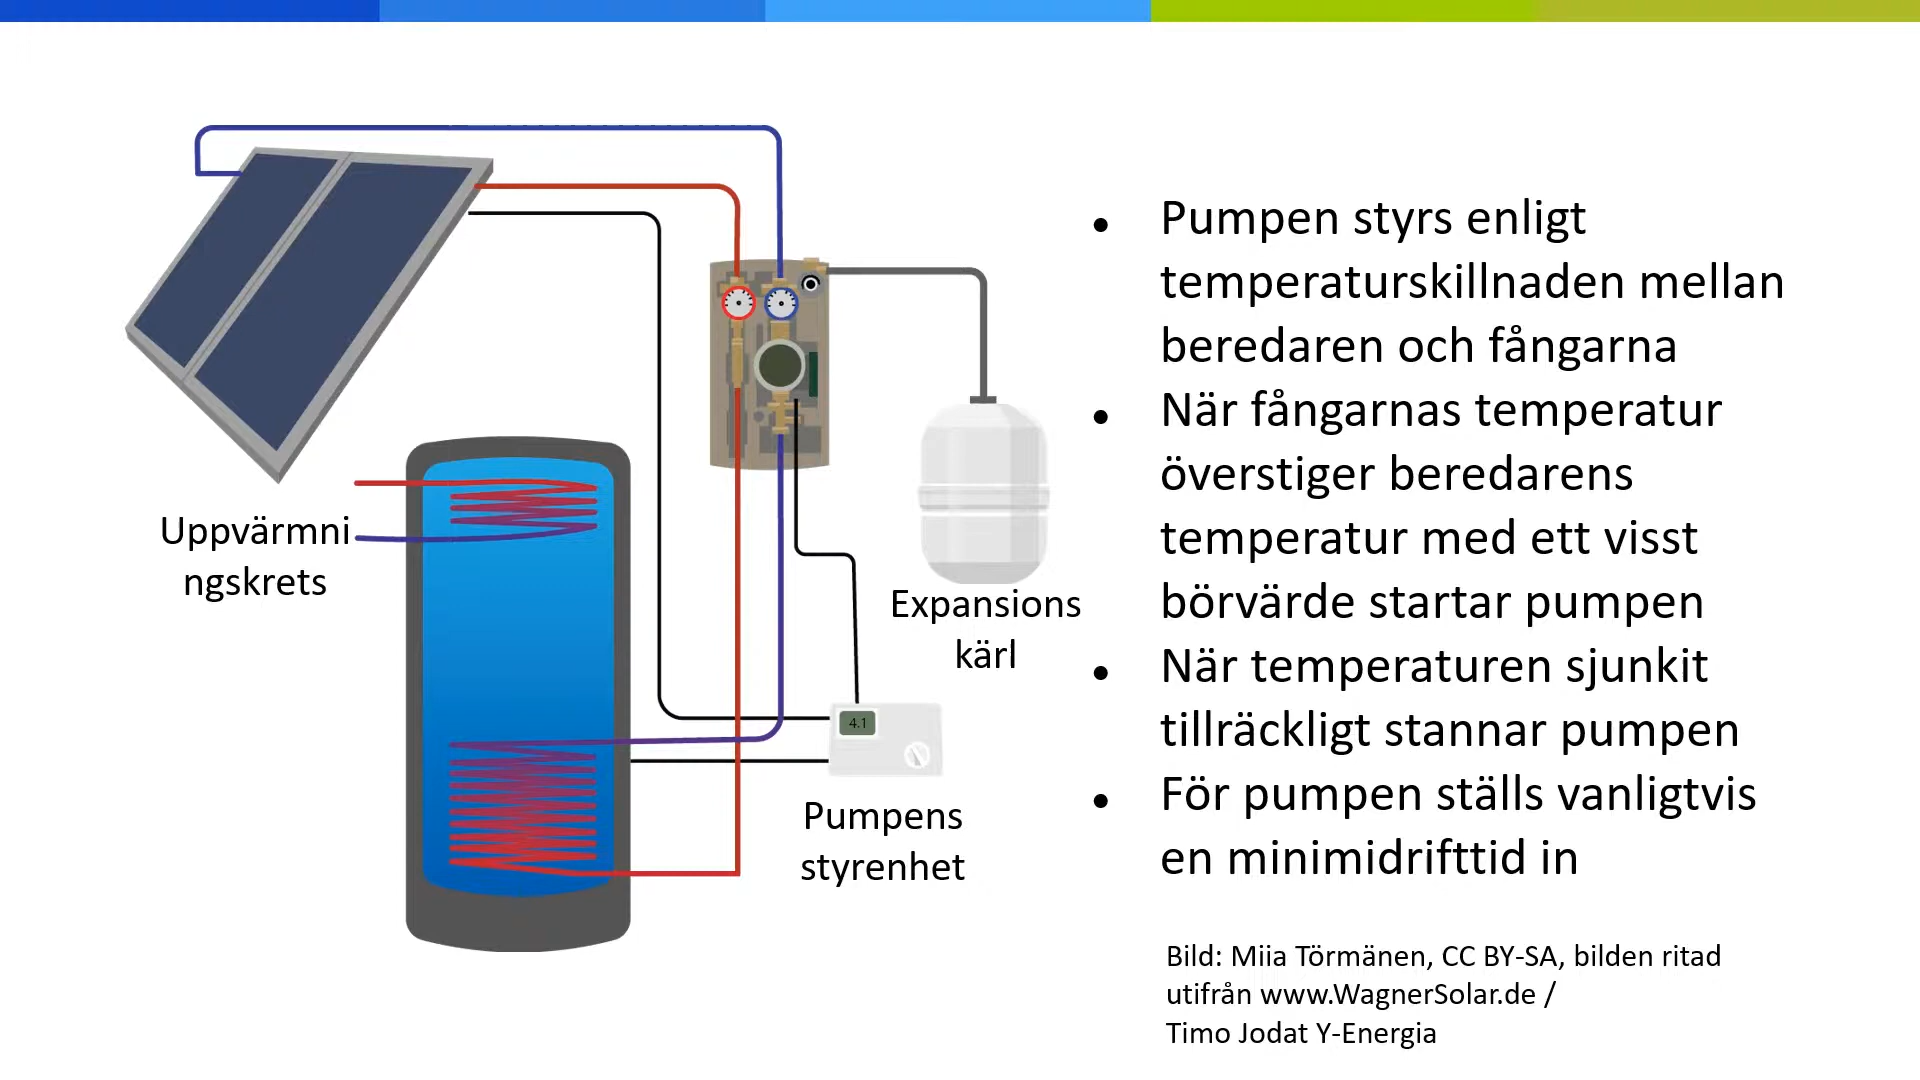 Uppvärmni
ngskrets
Expansions
kärl
4.1
Pumpens
styrenhet
● Pumpen styrs enligt
temperaturskillnaden mellan
beredaren och fångarna
● När fångarnas temperatur
överstiger beredarens
temperatur med ett visst
börvärde startar pumpen
● När temperaturen sjunkit
tillräckligt stannar pumpen
● För pumpen ställs vanligtvis
en minimidrifttid in
Bild: Miia Törmänen, CC BY-SA, bilden ritad
utifrån www.WagnerSolar.de /
Timo Jodat Y-Energia